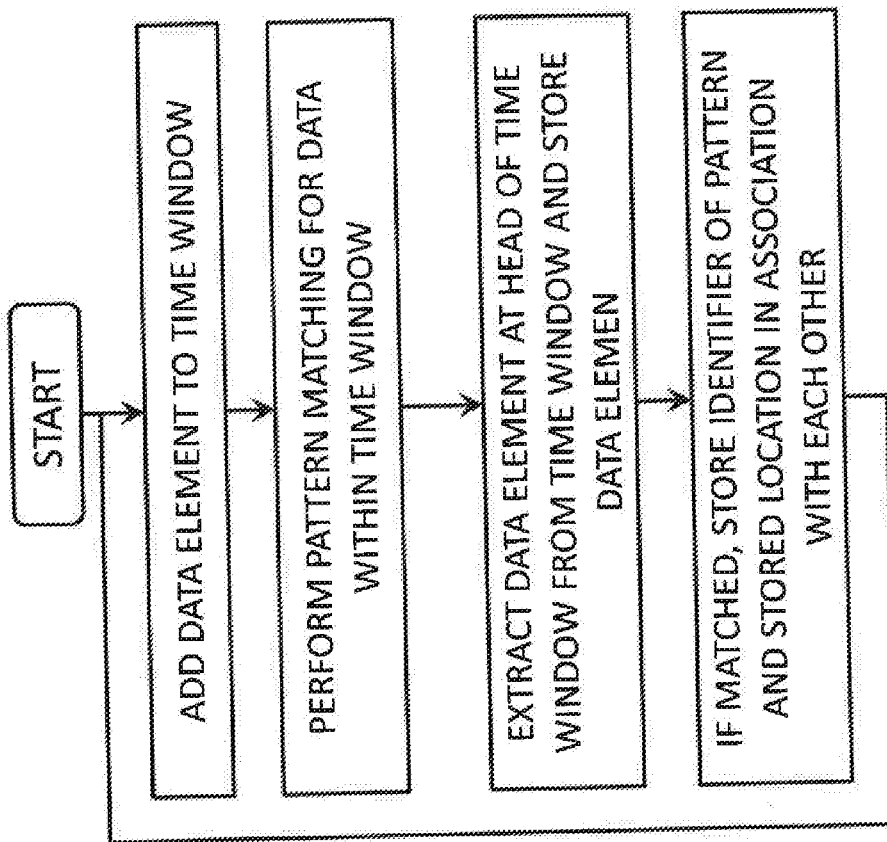 START
ADD DATA ELEMENT TO TIME WINDOW
PERFORM PATTERN MATCHING FOR DATA
WITHIN TIME WINDOW
EXTRACT DATA ELEMENT AT HEAD OF TIME
WINDOW FROM TIME WINDOW AND STORE
DATA ELEMEN
IF MATCHED, STORE IDENTIFIER OF PATTERN
AND STORED LOCATION IN ASSOCIATION
WITH EACH OTHER